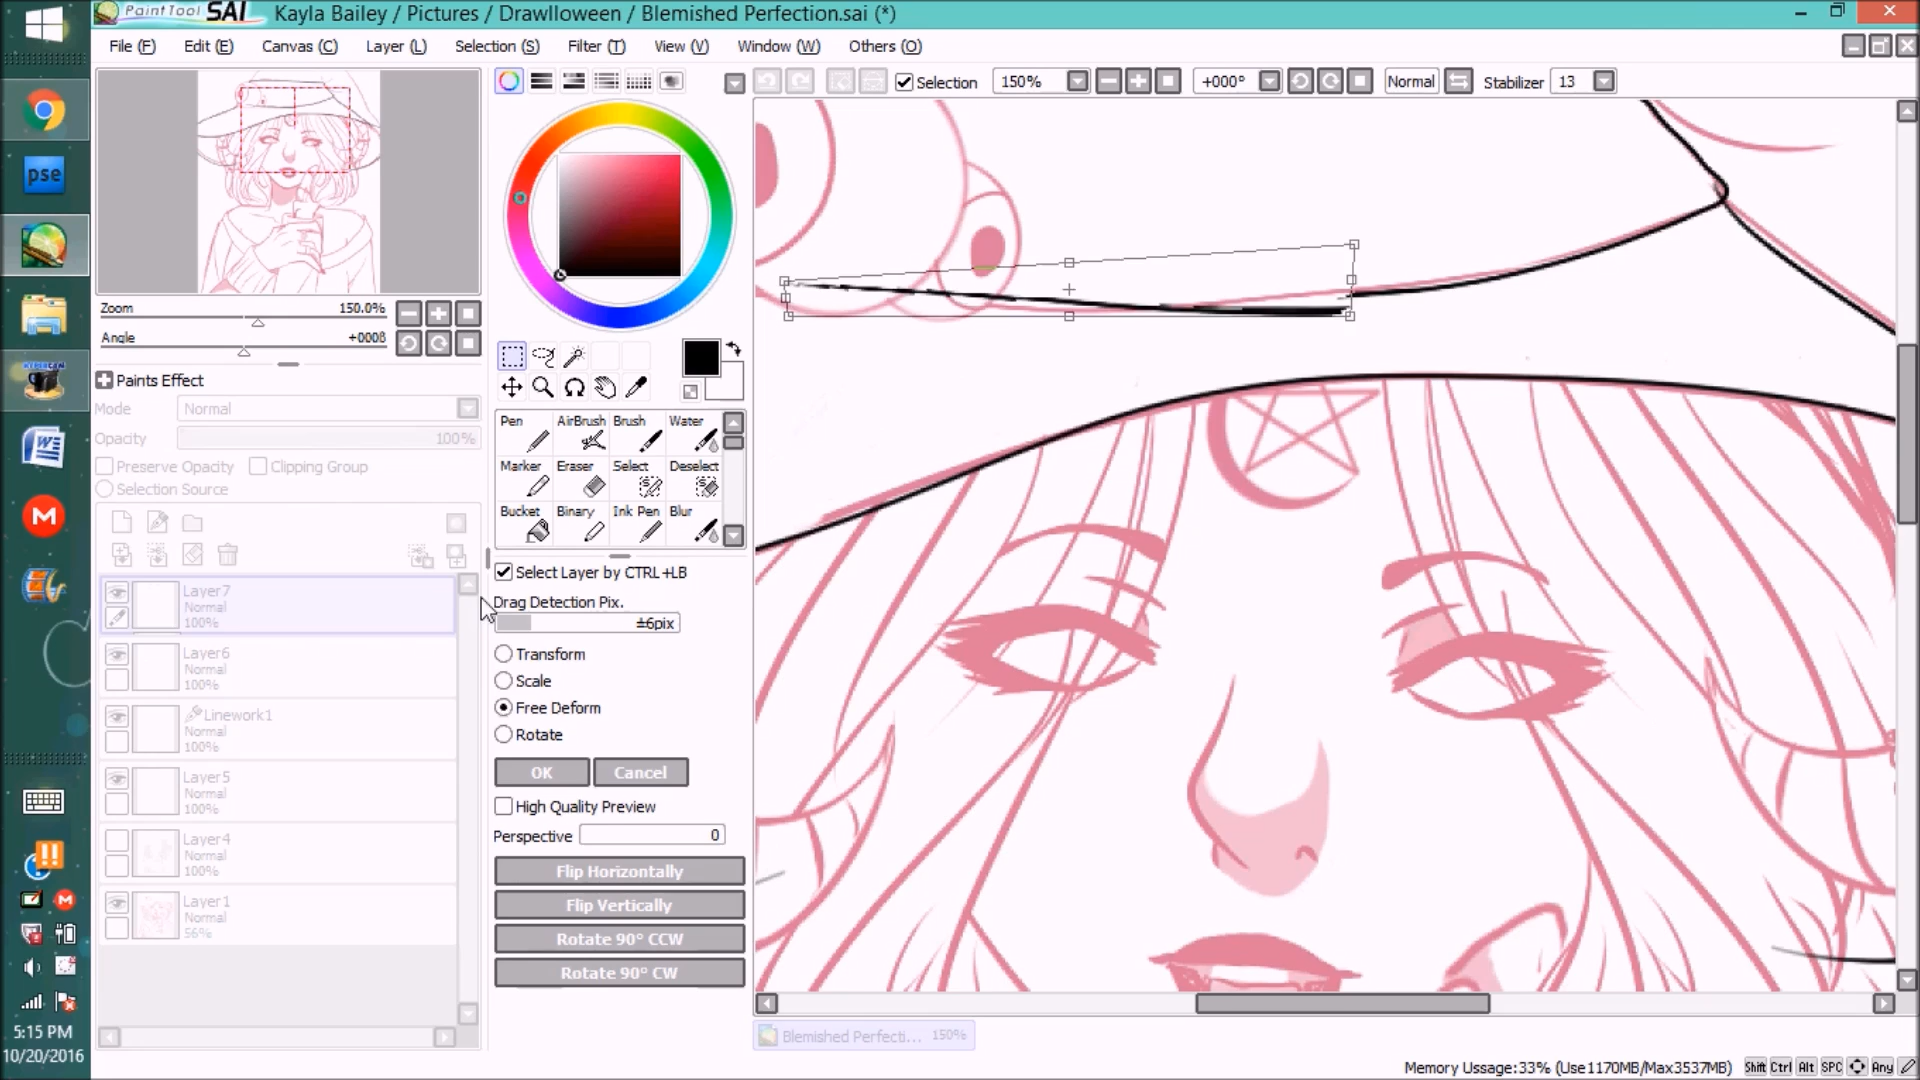 PaintTool SAI Kayla Bailey / Pictures / Drawlloween / Blemished Perfection.sai (*)
File (F) Edit (E) Canvas (C) Layer (L) Selection (S) Filter (T) View (V) Window (W) Others (O)
Selection 150% +000° Normal Stabilizer 13
pse
Zoom 150.0%
Angle +000ß
Paints Effect
Mode Normal
Opacity 100%
Preserve Opacity Clipping Group
Selection Source
Layer7
Normal
100%
Layer6
Normal
100%
Linework1
Normal
100%
Layer5
Normal
100%
Layer4
Normal
100%
Layer1
Normal
56%
Pen AirBrush Brush Water
Marker Eraser Select Deselect
Bucket Binary Ink Pen Blur
Select Layer by CTRL+LB
Drag Detection Pix.
±6pix
Transform
Scale
Free Deform
Rotate
OK Cancel
High Quality Preview
Perspective 0
Flip Horizontally
Flip Vertically
Rotate 90° CCW
Rotate 90° CW
Blemished Perfecti... 150%
5:15 PM
10/20/2016
Memory Ussage:33% (Use1170MB/Max3537MB) Shift Ctrl Alt SPC Any